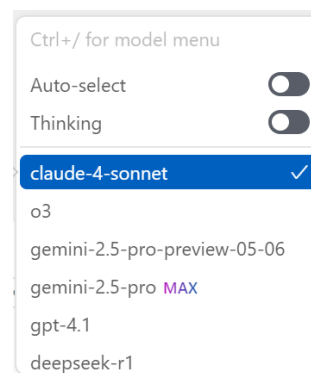 Ctrl+/ for model menu
Auto-select
Thinking
claude-4-sonnet
o3
gemini-2.5-pro-preview-05-06
gemini-2.5-pro MAX
gpt-4.1
deepseek-r1